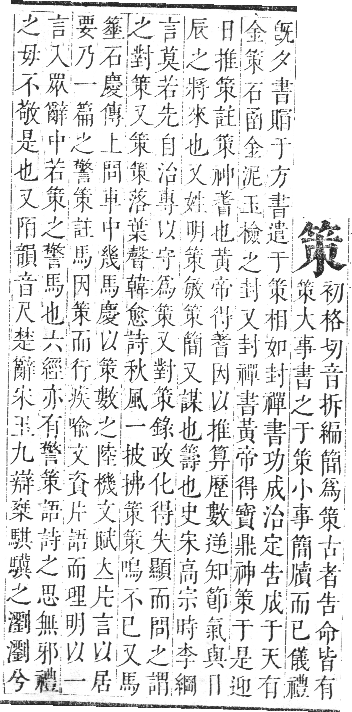 策
初格切音拆編簡為策古者告命皆有
策大事書之于策小事簡牘而已儀禮
旣夕書賵于方書遣于策相如封禪書功成治定告成于天有
金策石函金泥玉檢之封又封禪書黃帝得寶鼎神策于是迎
日推策註策神蓍也黃帝得蓍因以推算歷數逆知節氣與日
辰之將來也又姓明策敏策簡又謀也籌也史宋高宗時李綱
言莫若先自治專以守為策又對策錄政化得失顯而問之謂
之對策又策策落葉聲韓愈詩秋風一披拂策策鳴不已又馬
箠石慶傳上問車中幾馬慶以策數之陸機文賦立片言以居
要乃一篇之警策註馬因策而行疾喻文資片語而理明以一
言入眾辭中若策之警馬也六經亦有警策語詩之思無邪禮
之毋不敬是也又陌韻音尺楚辭宋玉九辯椉騏驥之瀏瀏兮